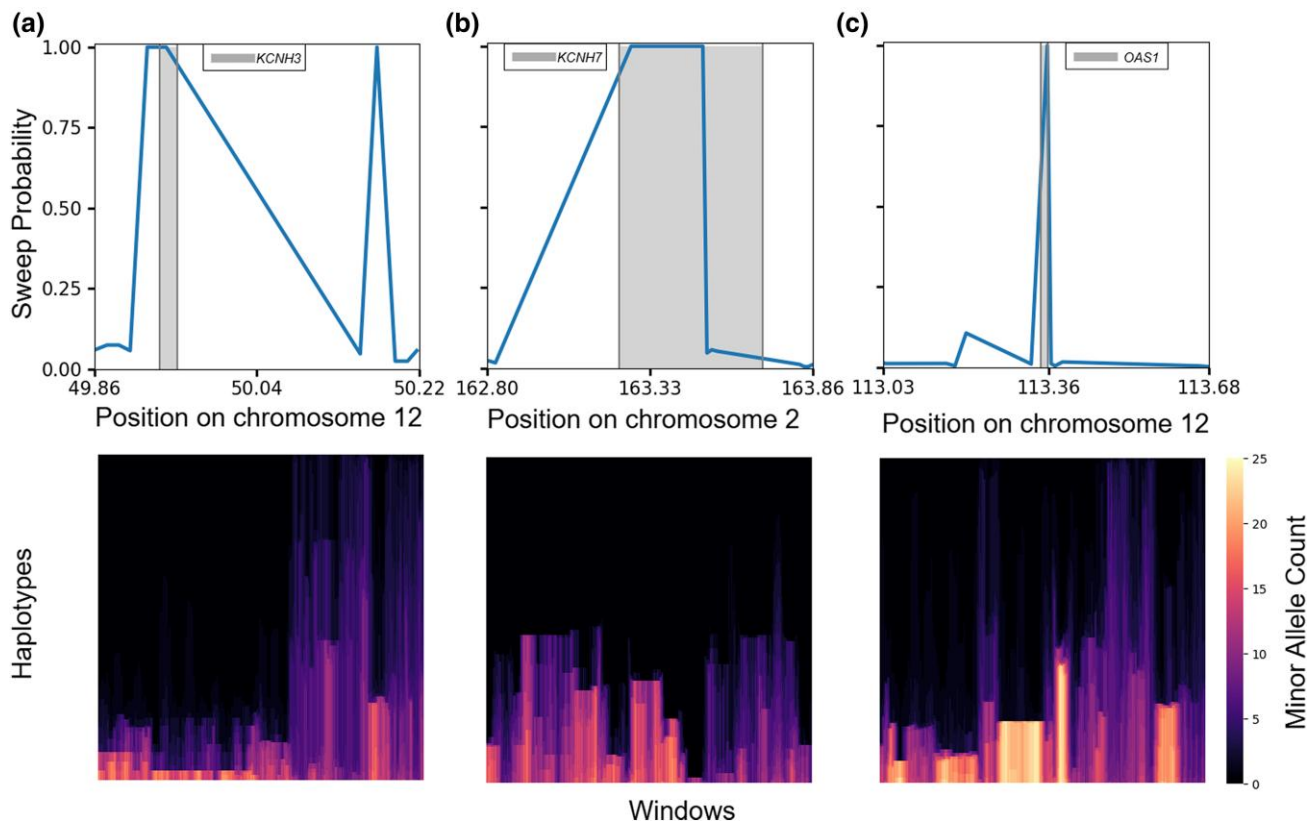 (a)
(b)
(c)
KCNH3
KCNH7
OAS1
Sweep Probability
1.00
0.75
0.50
0.25
0.00
49.86 50.04 50.22
162.80 163.33 163.86
113.03 113.36 113.68
Position on chromosome 12
Position on chromosome 2
Position on chromosome 12
Haplotypes
25
20
15
10
5
0
Minor Allele Count
Windows